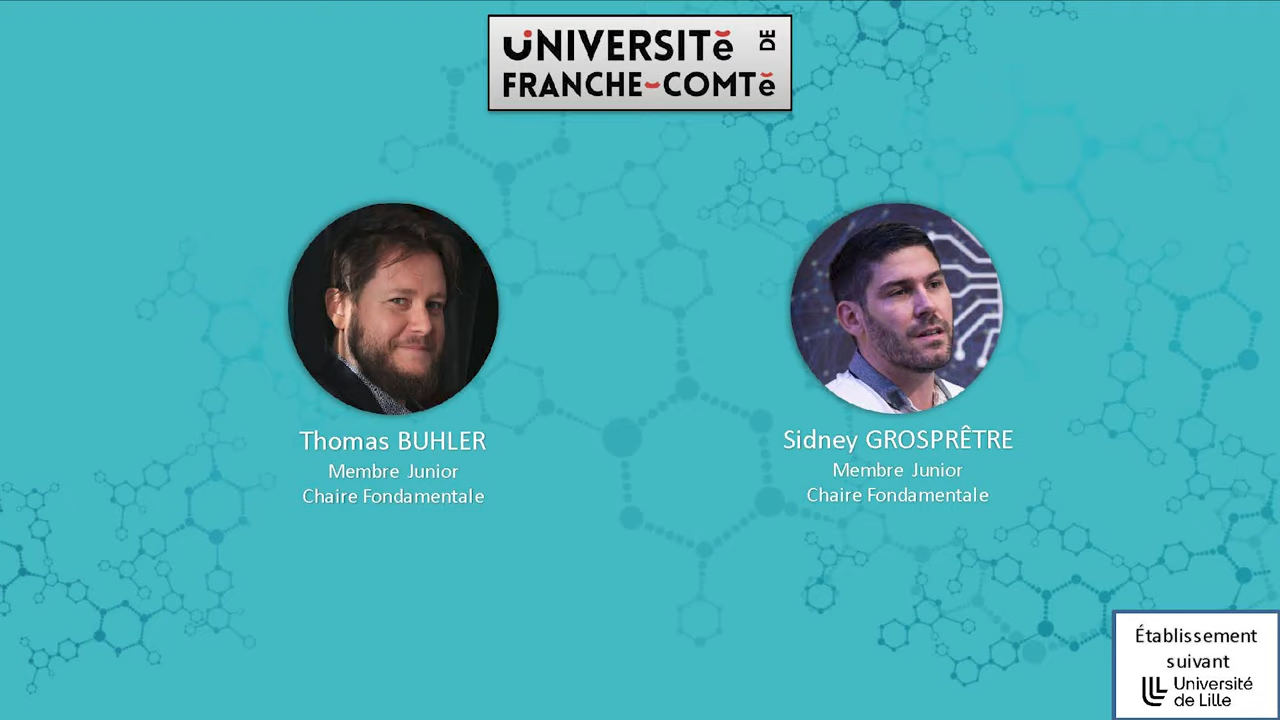 UNIVERSITé DE
FRANCHE-COMTé
Thomas BUHLER
Membre Junior
Chaire Fondamentale
Sidney GROSPRÊTRE
Membre Junior
Chaire Fondamentale
Établissement
suivant
Université
de Lille